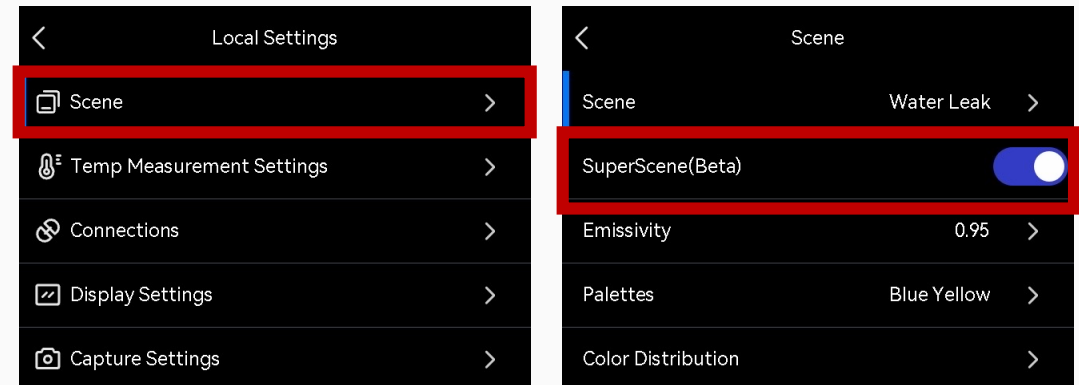 Local Settings
Scene
Temp Measurement Settings
Connections
Display Settings
Capture Settings
Scene
Scene Water Leak
SuperScene(Beta)
Emissivity 0.95
Palettes Blue Yellow
Color Distribution